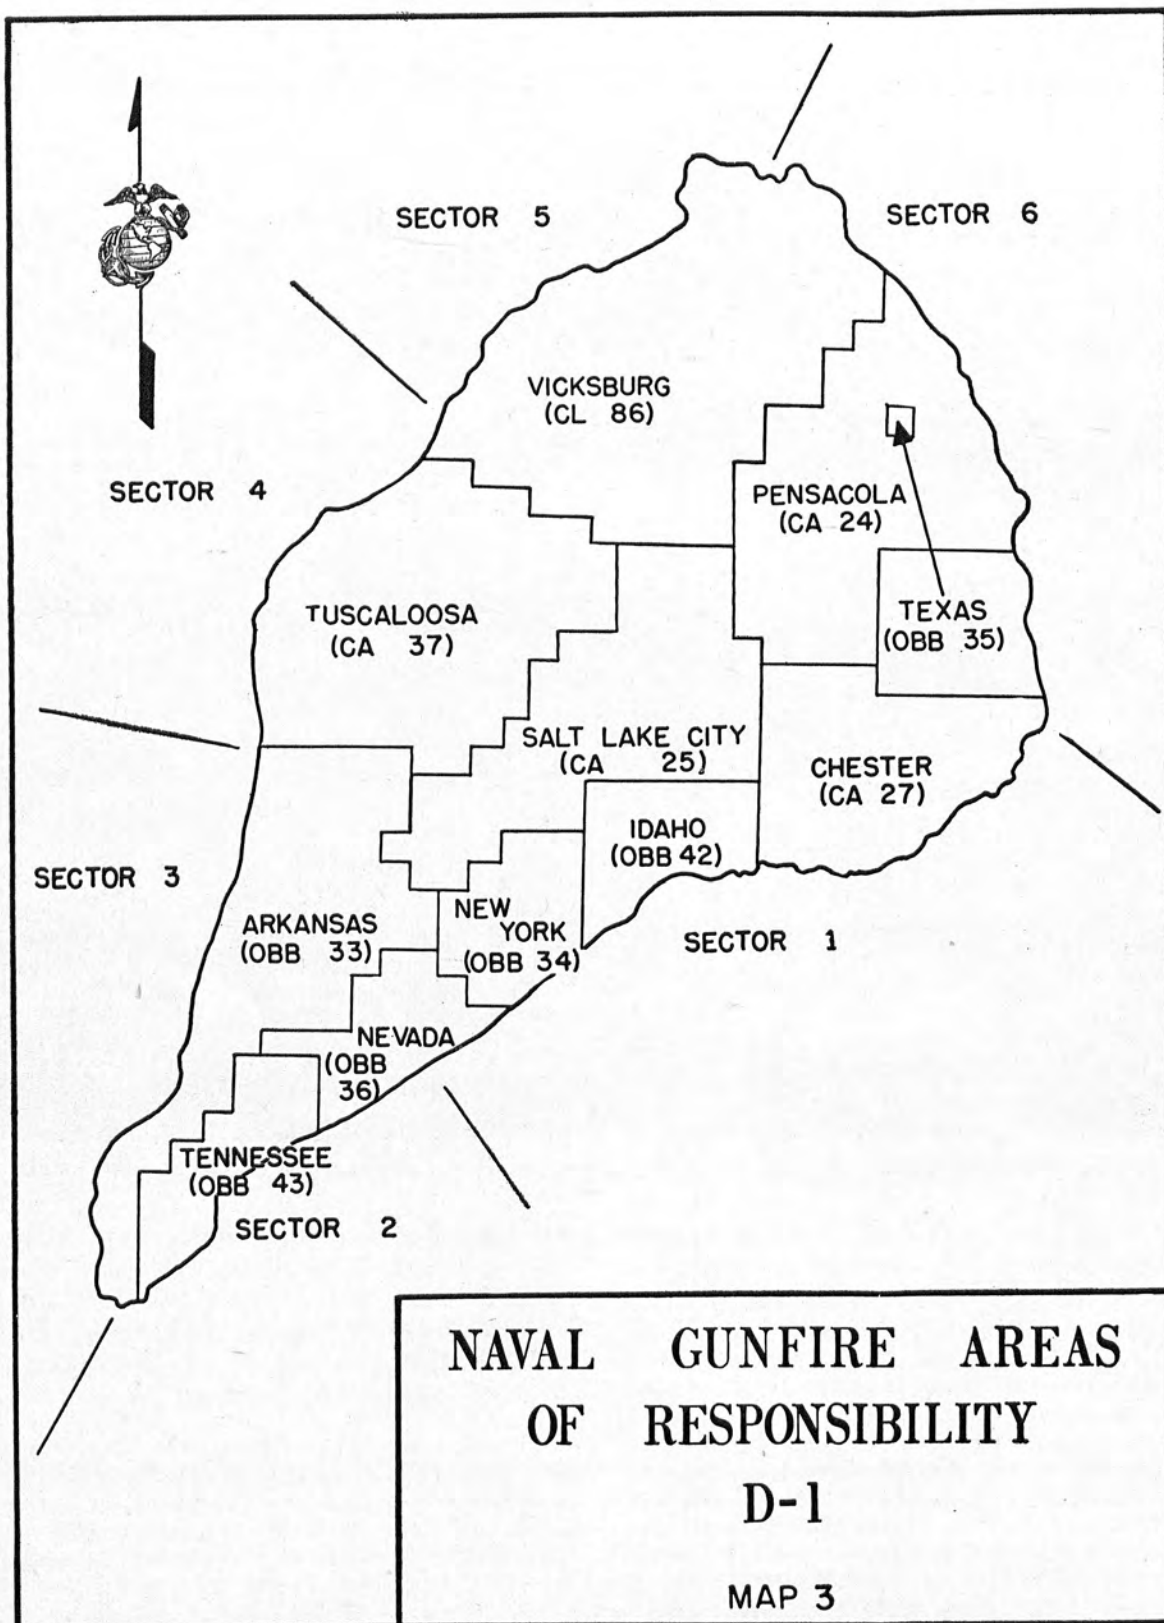 SECTOR 5
SECTOR 6
VICKSBURG
(CL 86)
SECTOR 4
PENSACOLA
(CA 24)
TUSCALOOSA
(CA 37)
TEXAS
(OBB 35)
SALT LAKE CITY
(CA 25)
CHESTER
(CA 27)
IDAHO
(OBB 42)
SECTOR 3
ARKANSAS
(OBB 33)
NEW
YORK
(OBB 34)
SECTOR 1
NEVADA
(OBB
36)
TENNESSEE
(OBB 43)
SECTOR 2
NAVAL GUNFIRE AREAS
OF RESPONSIBILITY
D-1
MAP 3